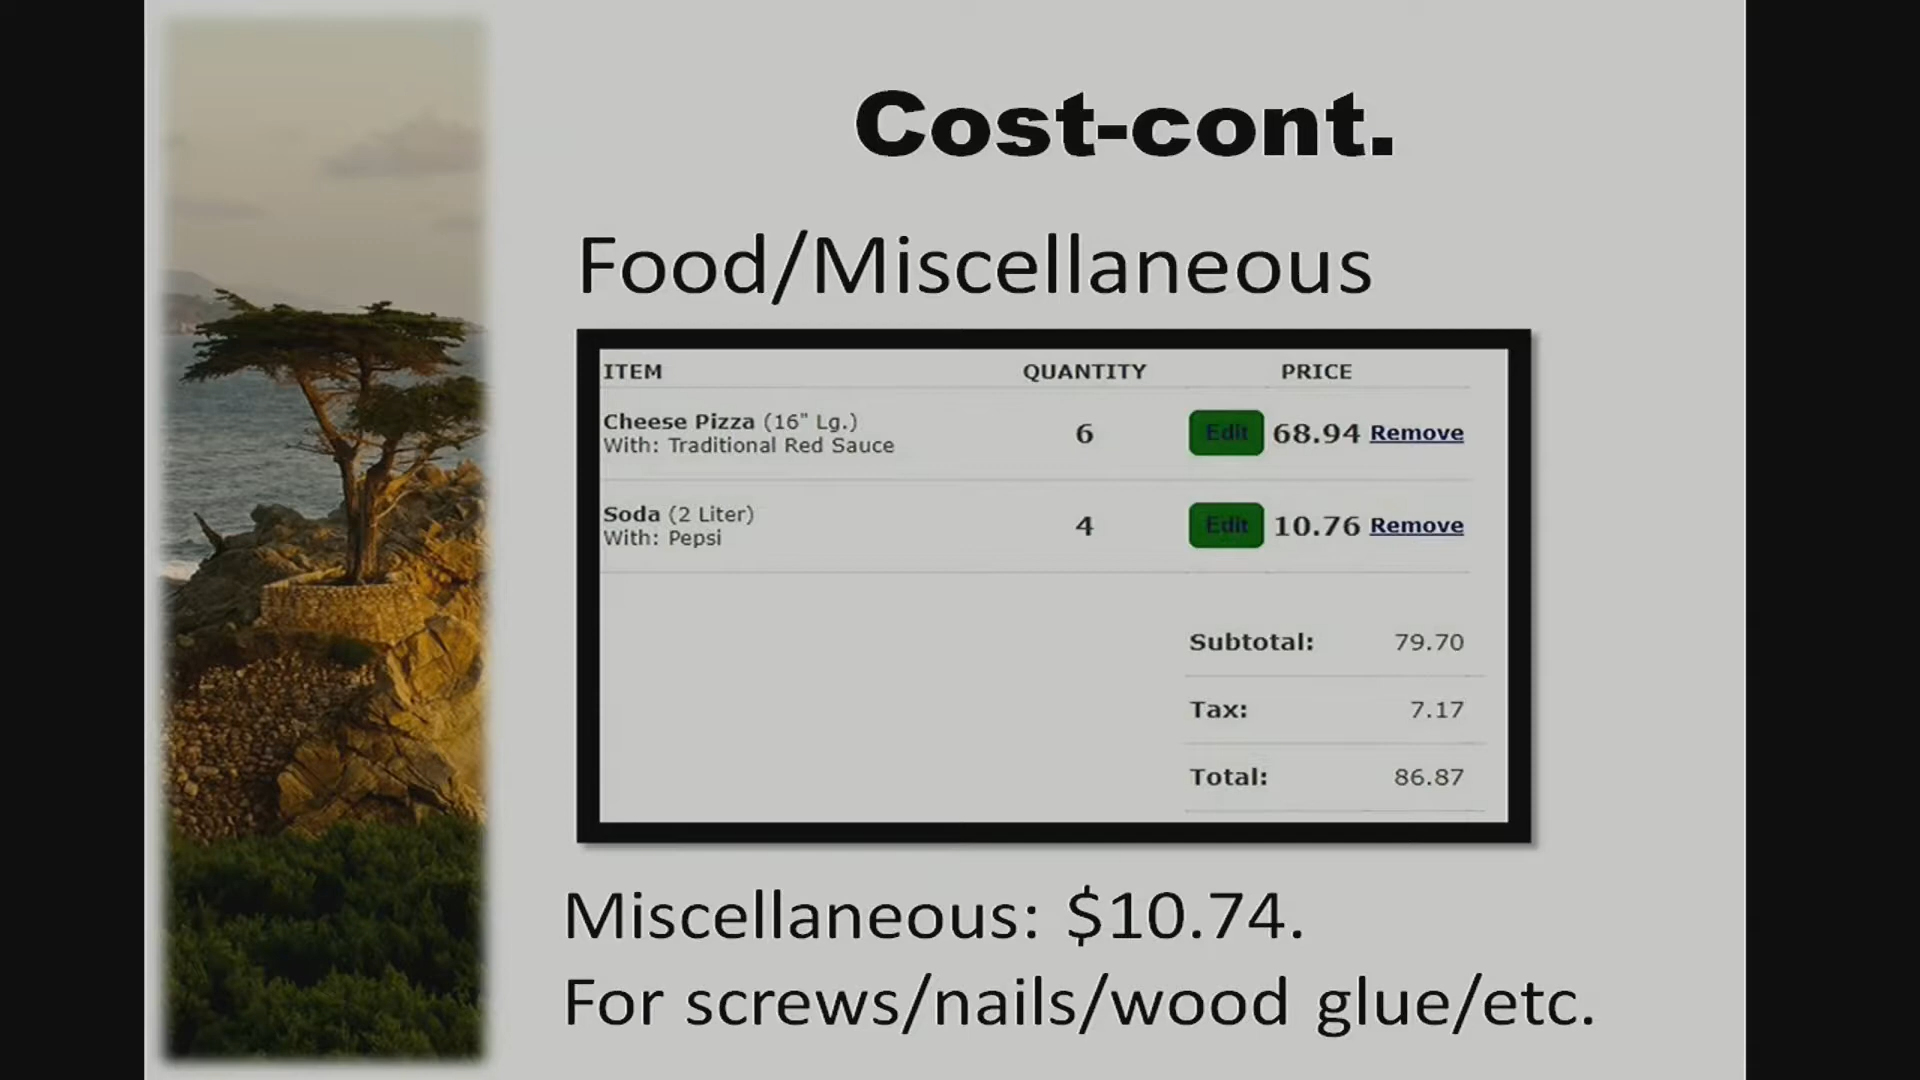 Cost-cont.
Food/Miscellaneous
ITEM QUANTITY PRICE
Cheese Pizza (16" Lg.)
With: Traditional Red Sauce
6 Edit 68.94 Remove
Soda (2 Liter)
With: Pepsi
4 Edit 10.76 Remove
Subtotal: 79.70
Tax: 7.17
Total: 86.87
Miscellaneous: $10.74.
For screws/nails/wood glue/etc.